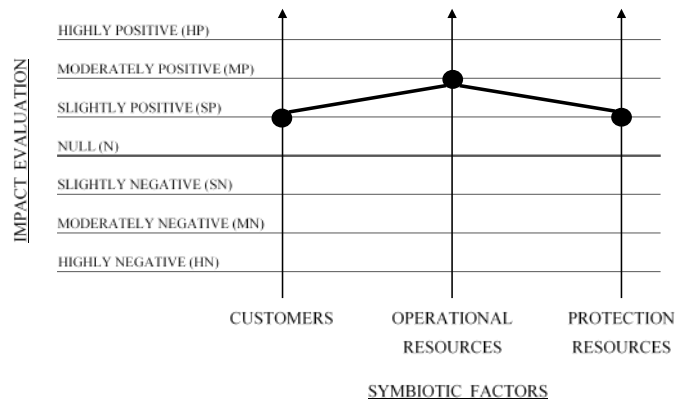 HIGHLY POSITIVE (HP)
MODERATELY POSITIVE (MP)
SLIGHTLY POSITIVE (SP)
NULL (N)
SLIGHTLY NEGATIVE (SN)
MODERATELY NEGATIVE (MN)
HIGHLY NEGATIVE (HN)
IMPACT EVALUATION
CUSTOMERS
OPERATIONAL
RESOURCES
PROTECTION
RESOURCES
SYMBIOTIC FACTORS